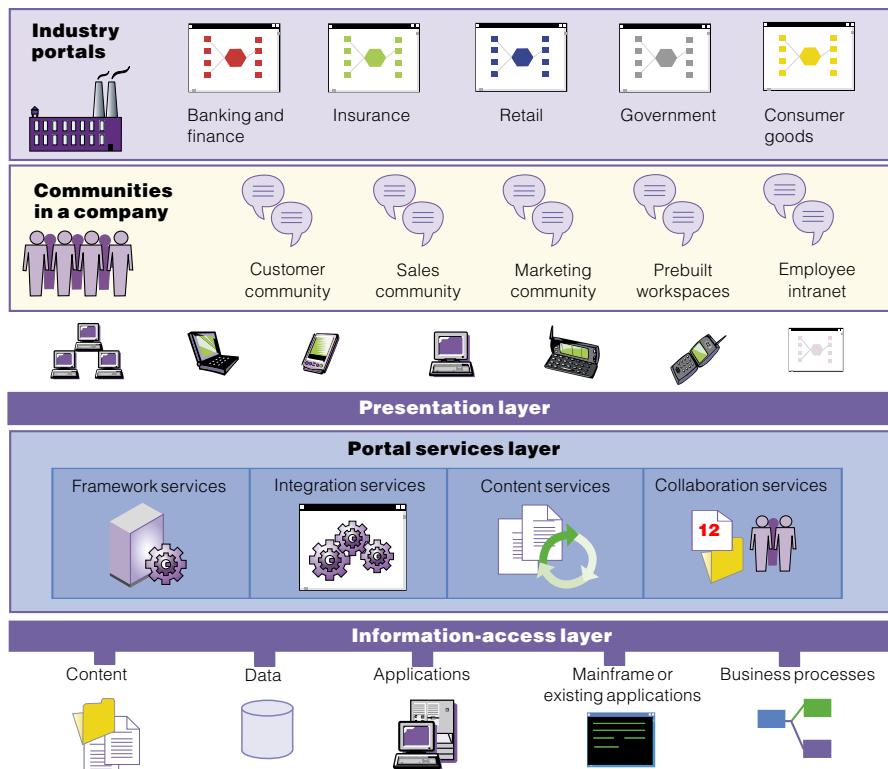 Industry
portals
Banking and
finance
Insurance
Retail
Government
Consumer
goods
Communities
in a company
Customer
community
Sales
community
Marketing
community
Prebuilt
workspaces
Employee
intranet
Presentation layer
Portal services layer
Framework services
Integration services
Content services
Collaboration services
12
Information-access layer
Content
Data
Applications
Mainframe or
existing applications
Business processes